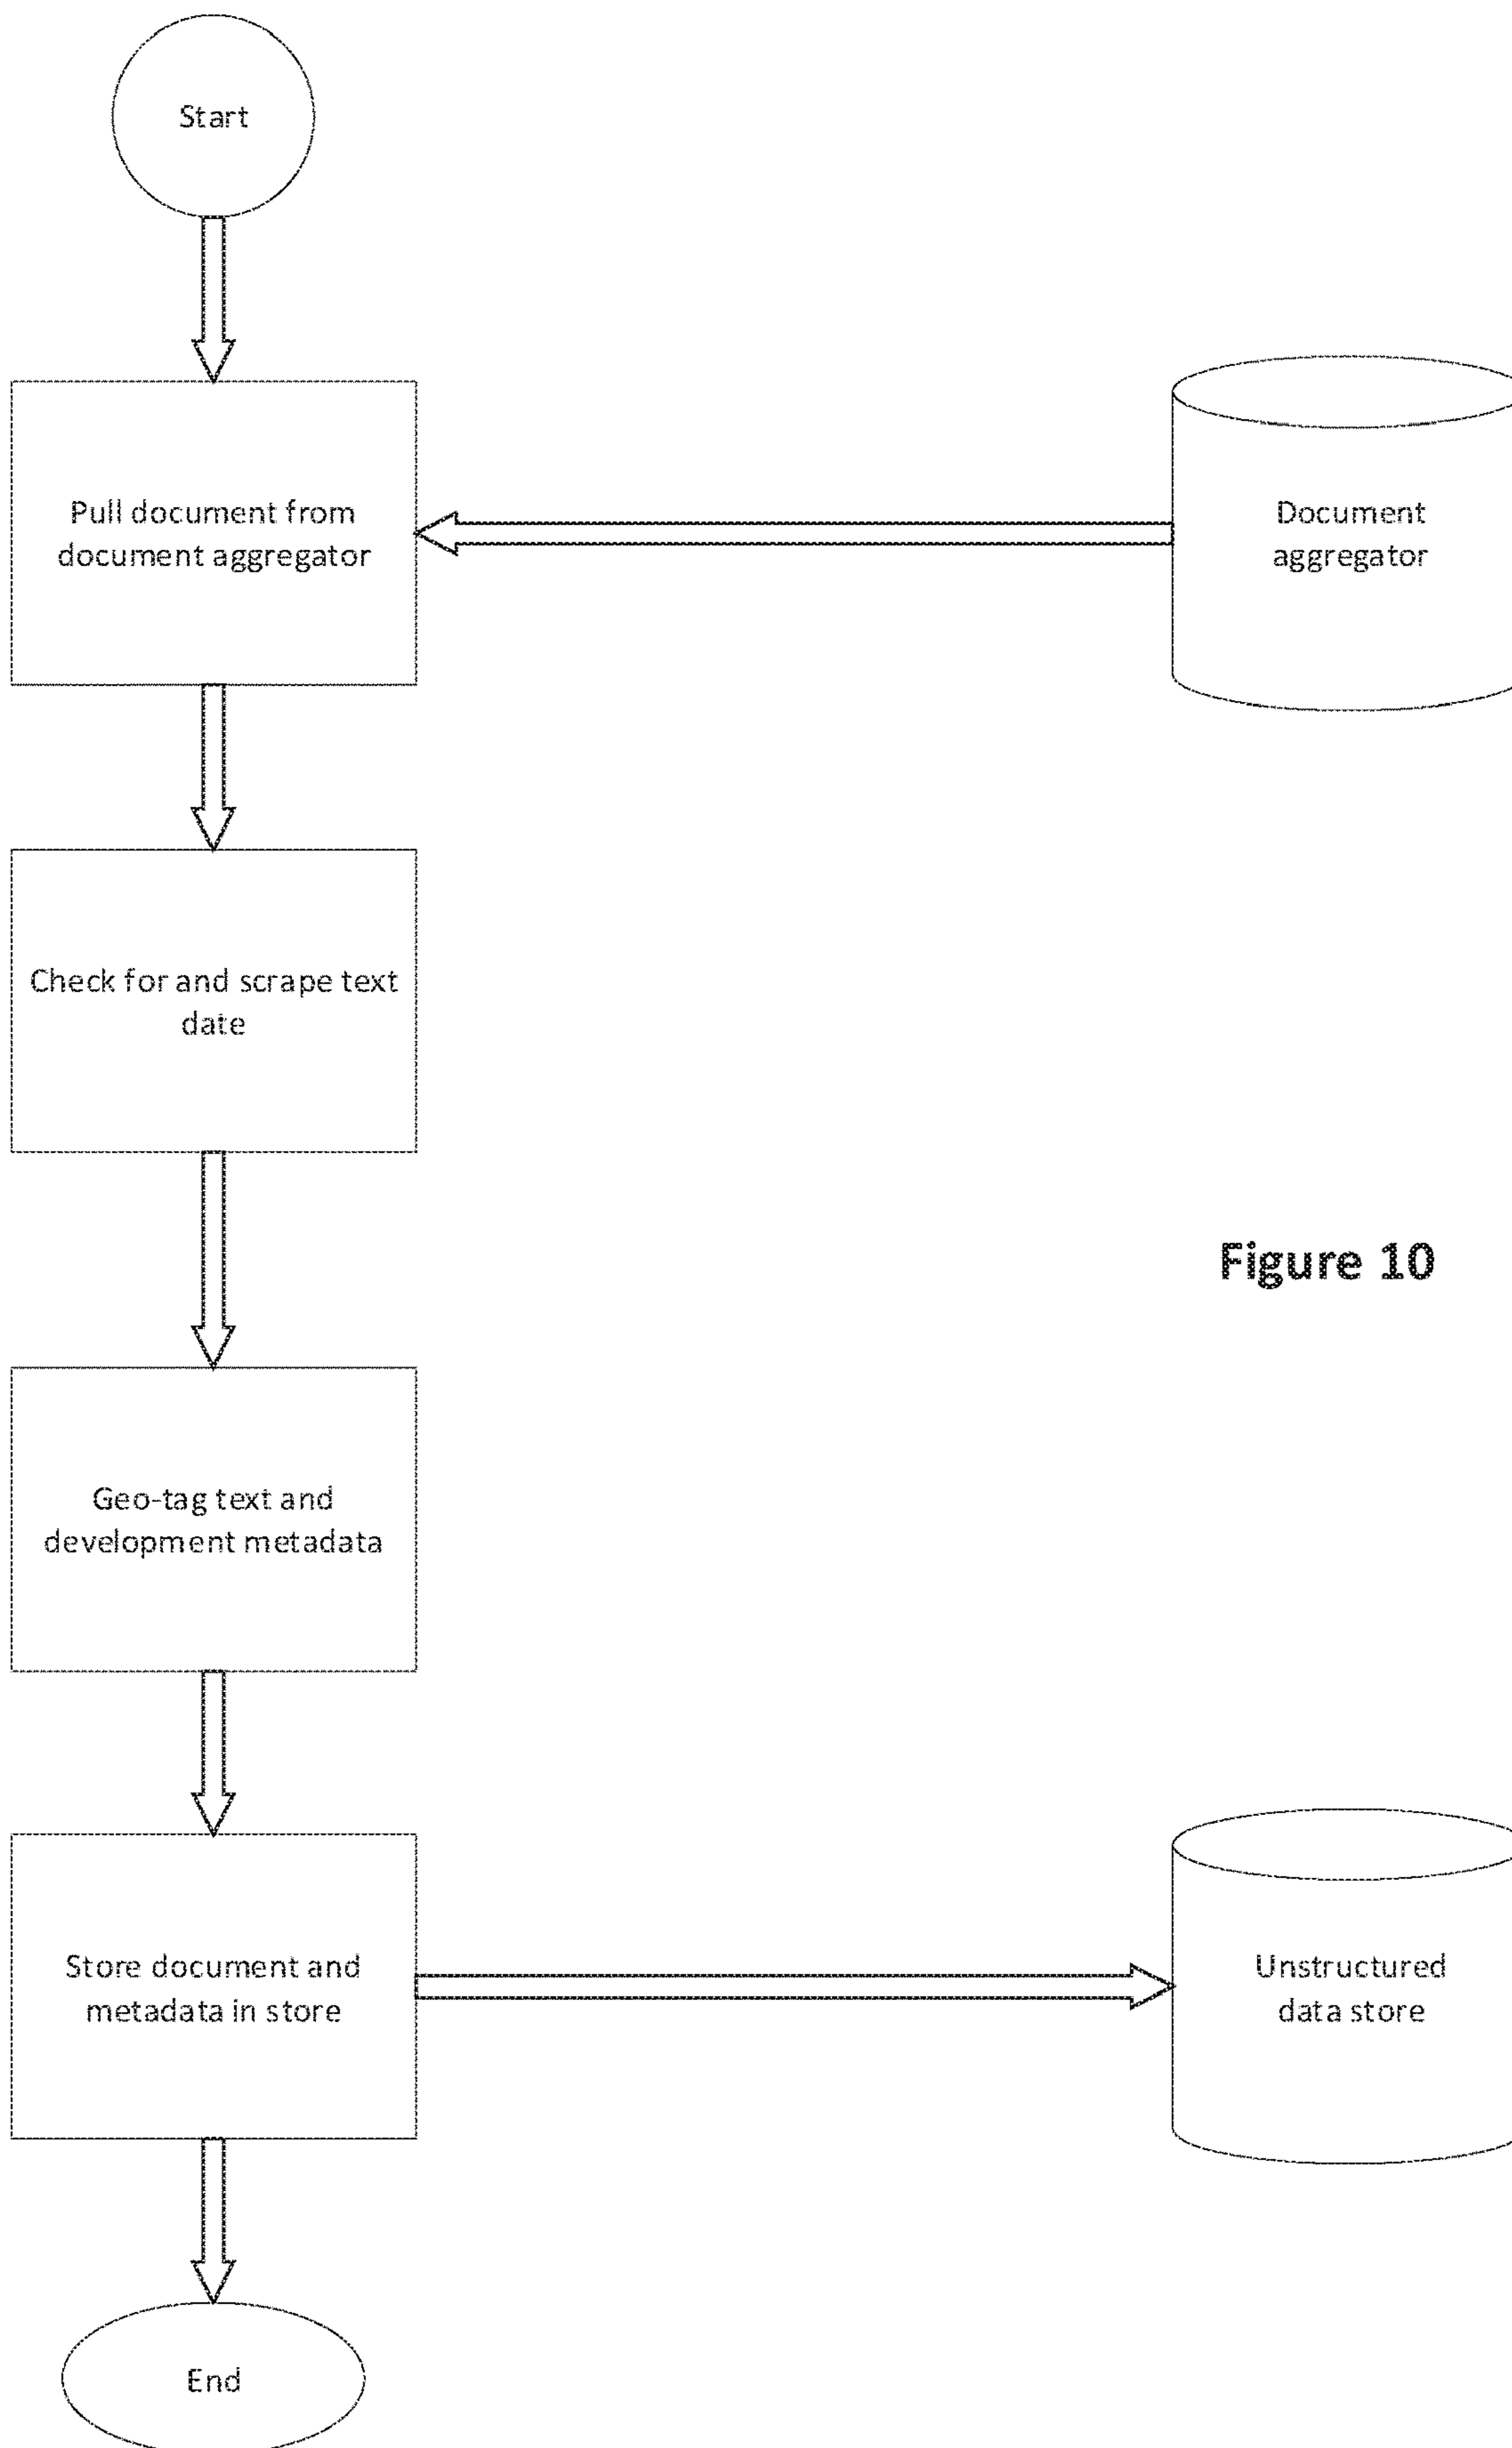 Start
Pull document from
document aggregator
Document
aggregator
Check for and scrape text
date
Figure 10
Geo-tag text and
development metadata
Store document and
metadata in store
Unstructured
data store
End